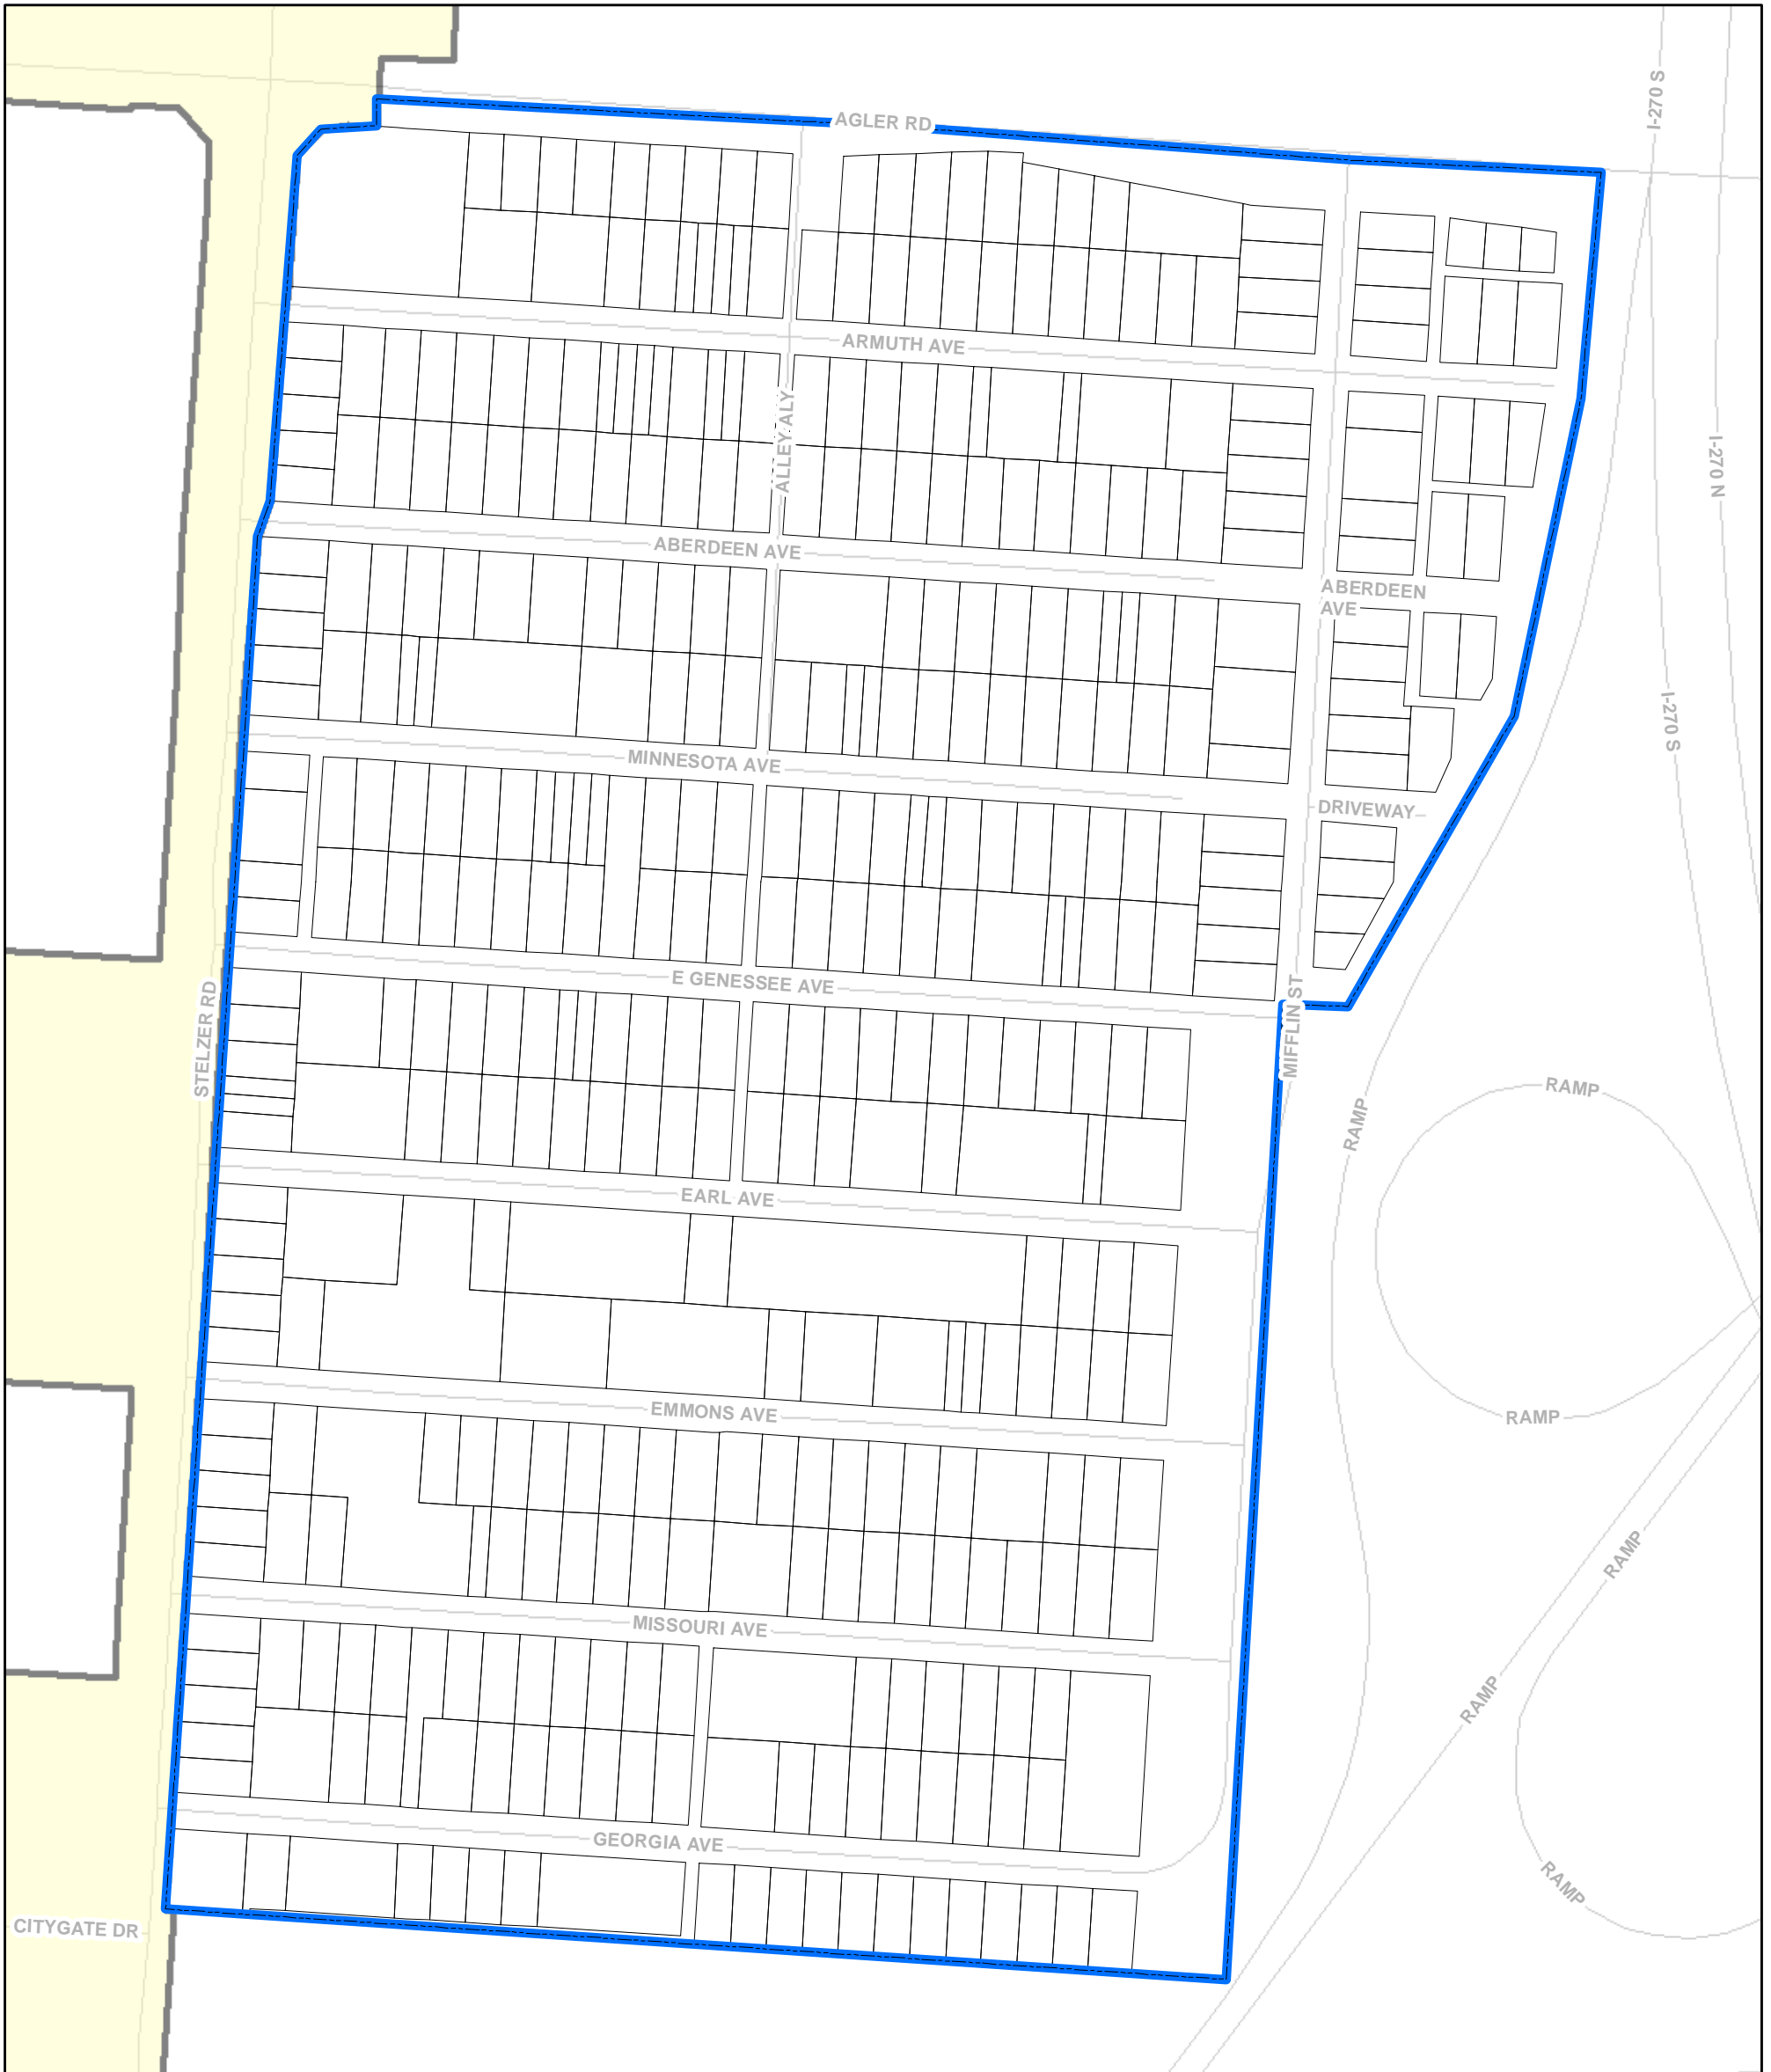 I-270 S
AGLER RD
ARMUTH AVE
ALLEY ALY
I-270 N
ABERDEEN AVE
ABERDEEN
AVE
I-270 S
MINNESOTA AVE
DRIVEWAY
E GENESSEE AVE
STELZER RD
MIFFLIN ST
RAMP
RAMP
EARL AVE
EMMONS AVE
RAMP
RAMP
MISSOURI AVE
RAMP
GEORGIA AVE
RAMP
CITYGATE DR